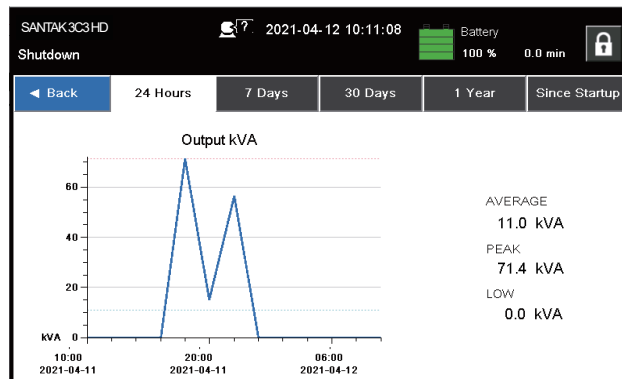 SANTAK 3C3 HD
? 2021-04-12 10:11:08
Battery
Shutdown
100 % 0.0 min
◄ Back 24 Hours 7 Days 30 Days 1 Year Since Startup
Output kVA
60
40
20
kVA 0
10:00 20:00 06:00
2021-04-11 2021-04-11 2021-04-12
AVERAGE
11.0 kVA
PEAK
71.4 kVA
LOW
0.0 kVA